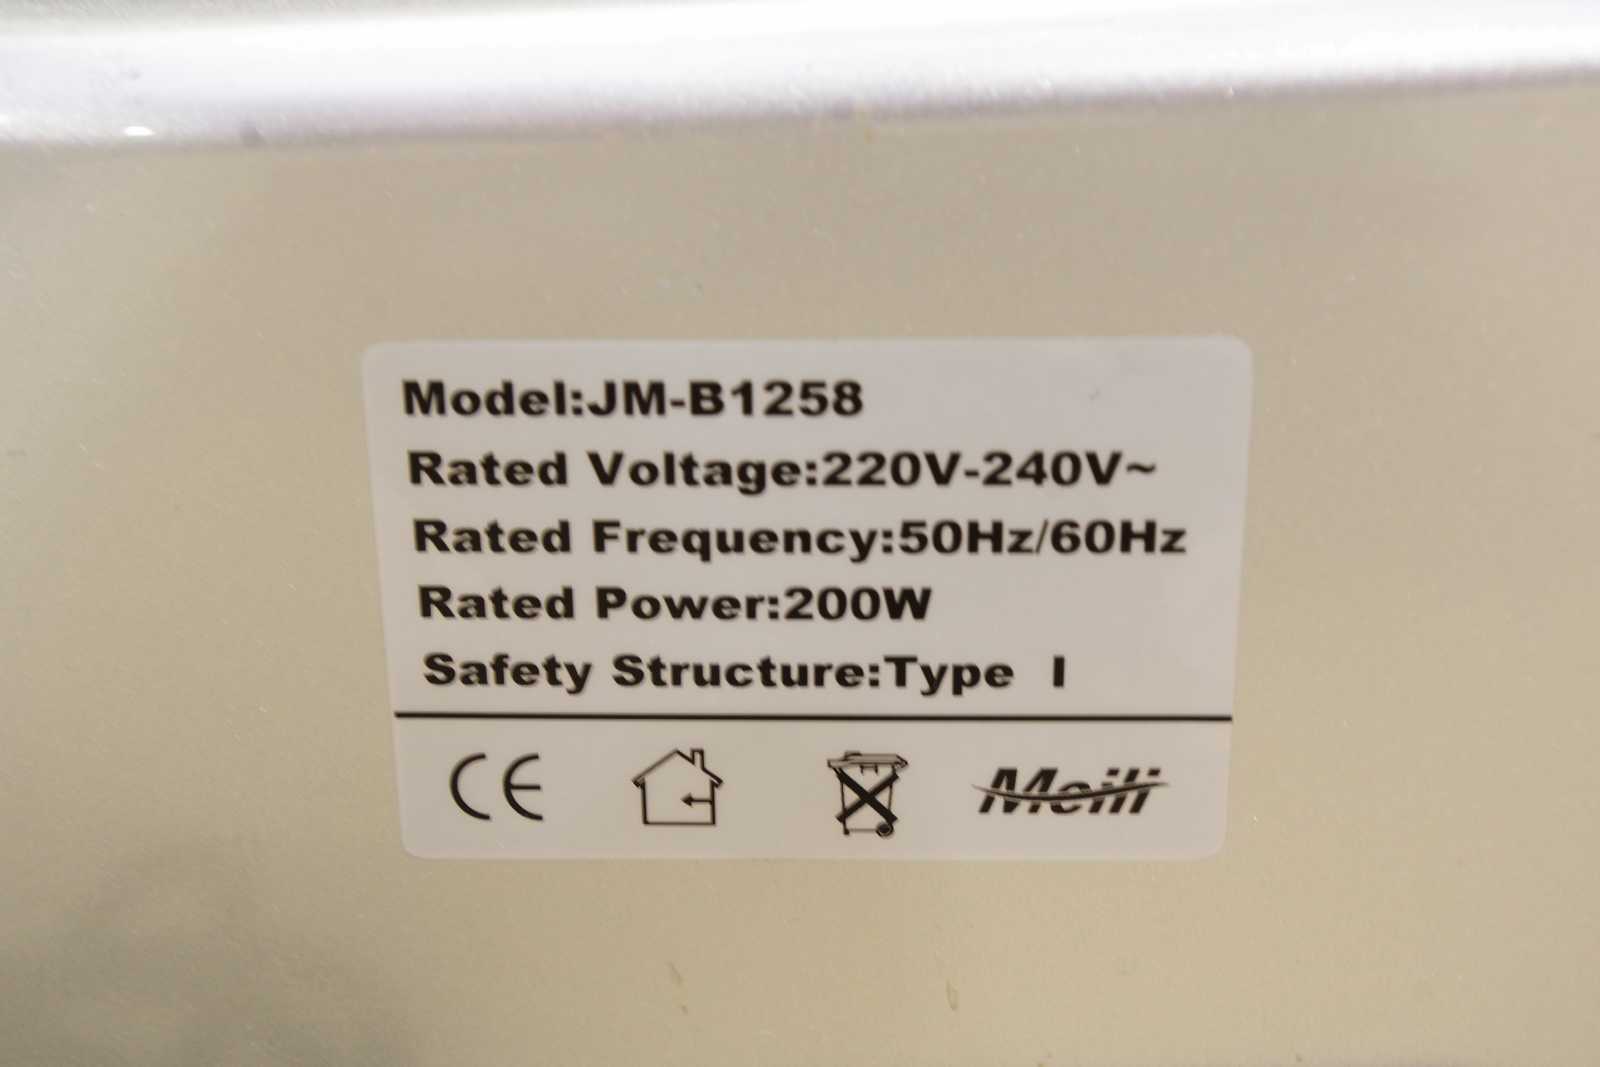 Model:JM-B1258
Rated Voltage:220V-240V~
Rated Frequency:50Hz/60Hz
Rated Power:200W
Safety Structure:Type I
CE Meili